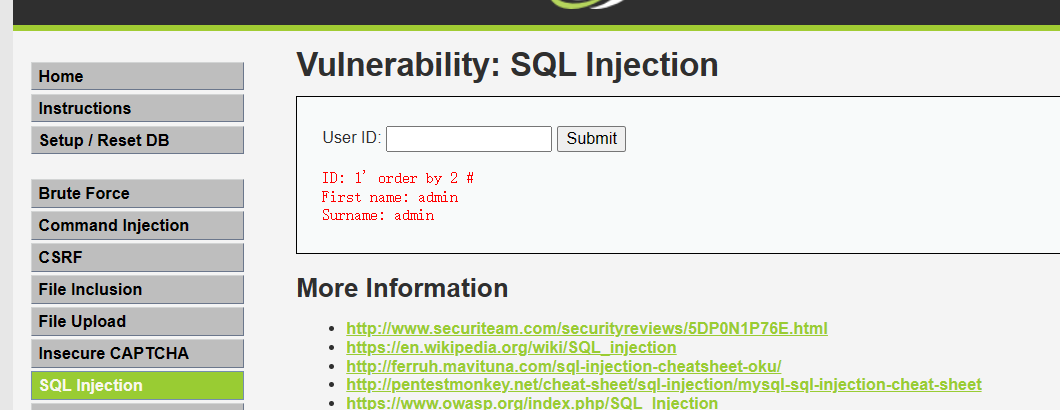 Home
Instructions
Setup / Reset DB
Brute Force
Command Injection
CSRF
File Inclusion
File Upload
Insecure CAPTCHA
SQL Injection
Vulnerability: SQL Injection
User ID:
Submit
ID: 1' order by 2 #
First name: admin
Surname: admin
More Information
http://www.securiteam.com/securityreviews/5DP0N1P76E.html
https://en.wikipedia.org/wiki/SQL_injection
http://ferruh.mavituna.com/sql-injection-cheatsheet-oku/
http://pentestmonkey.net/cheat-sheet/sql-injection/mysql-sql-injection-cheat-sheet
https://www.owasp.org/index.php/SQL_Injection